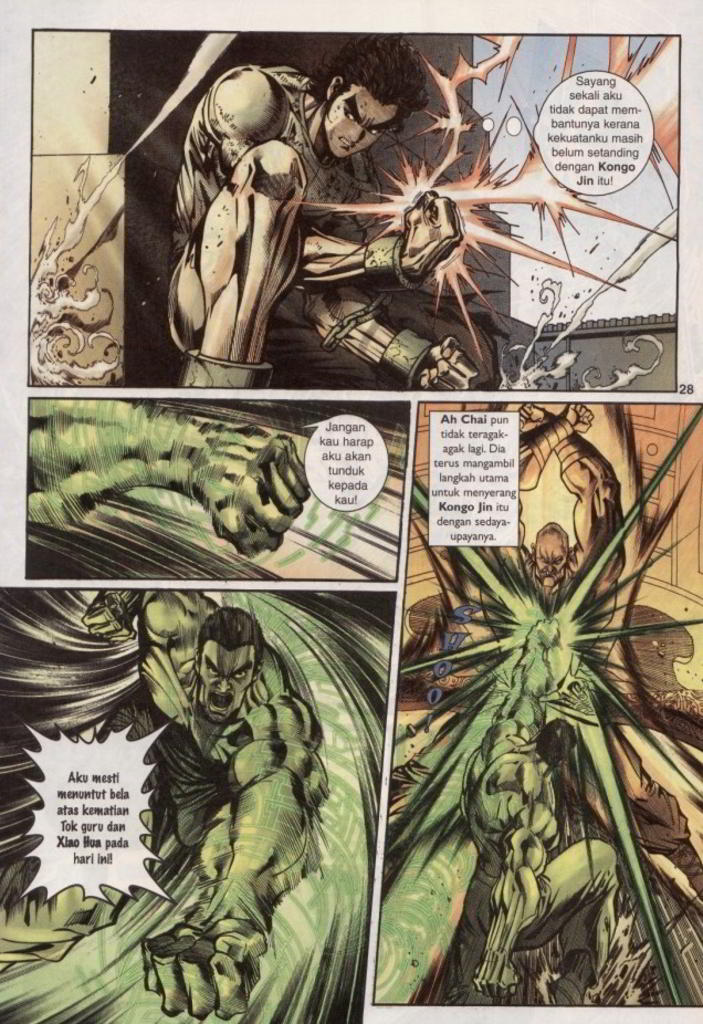 Sayang
sekali aku
tidak dapat mem-
bantunya kerana
kekuatanku masih
belum setanding
dengan Kongo
Jin itu!
28
Jangan
kau harap
aku akan
tunduk
kepada
kau!
Ah Chai pun
tidak teragak-
agak lagi. Dia
terus mangambil
langkah utama
untuk menyerang
Kongo Jin itu
dengan sedaya-
upayanya.
SWOO!
Aku mesti
menuntut bela
atas kematian
Tok guru dan
Xiao Hua pada
hari ini!